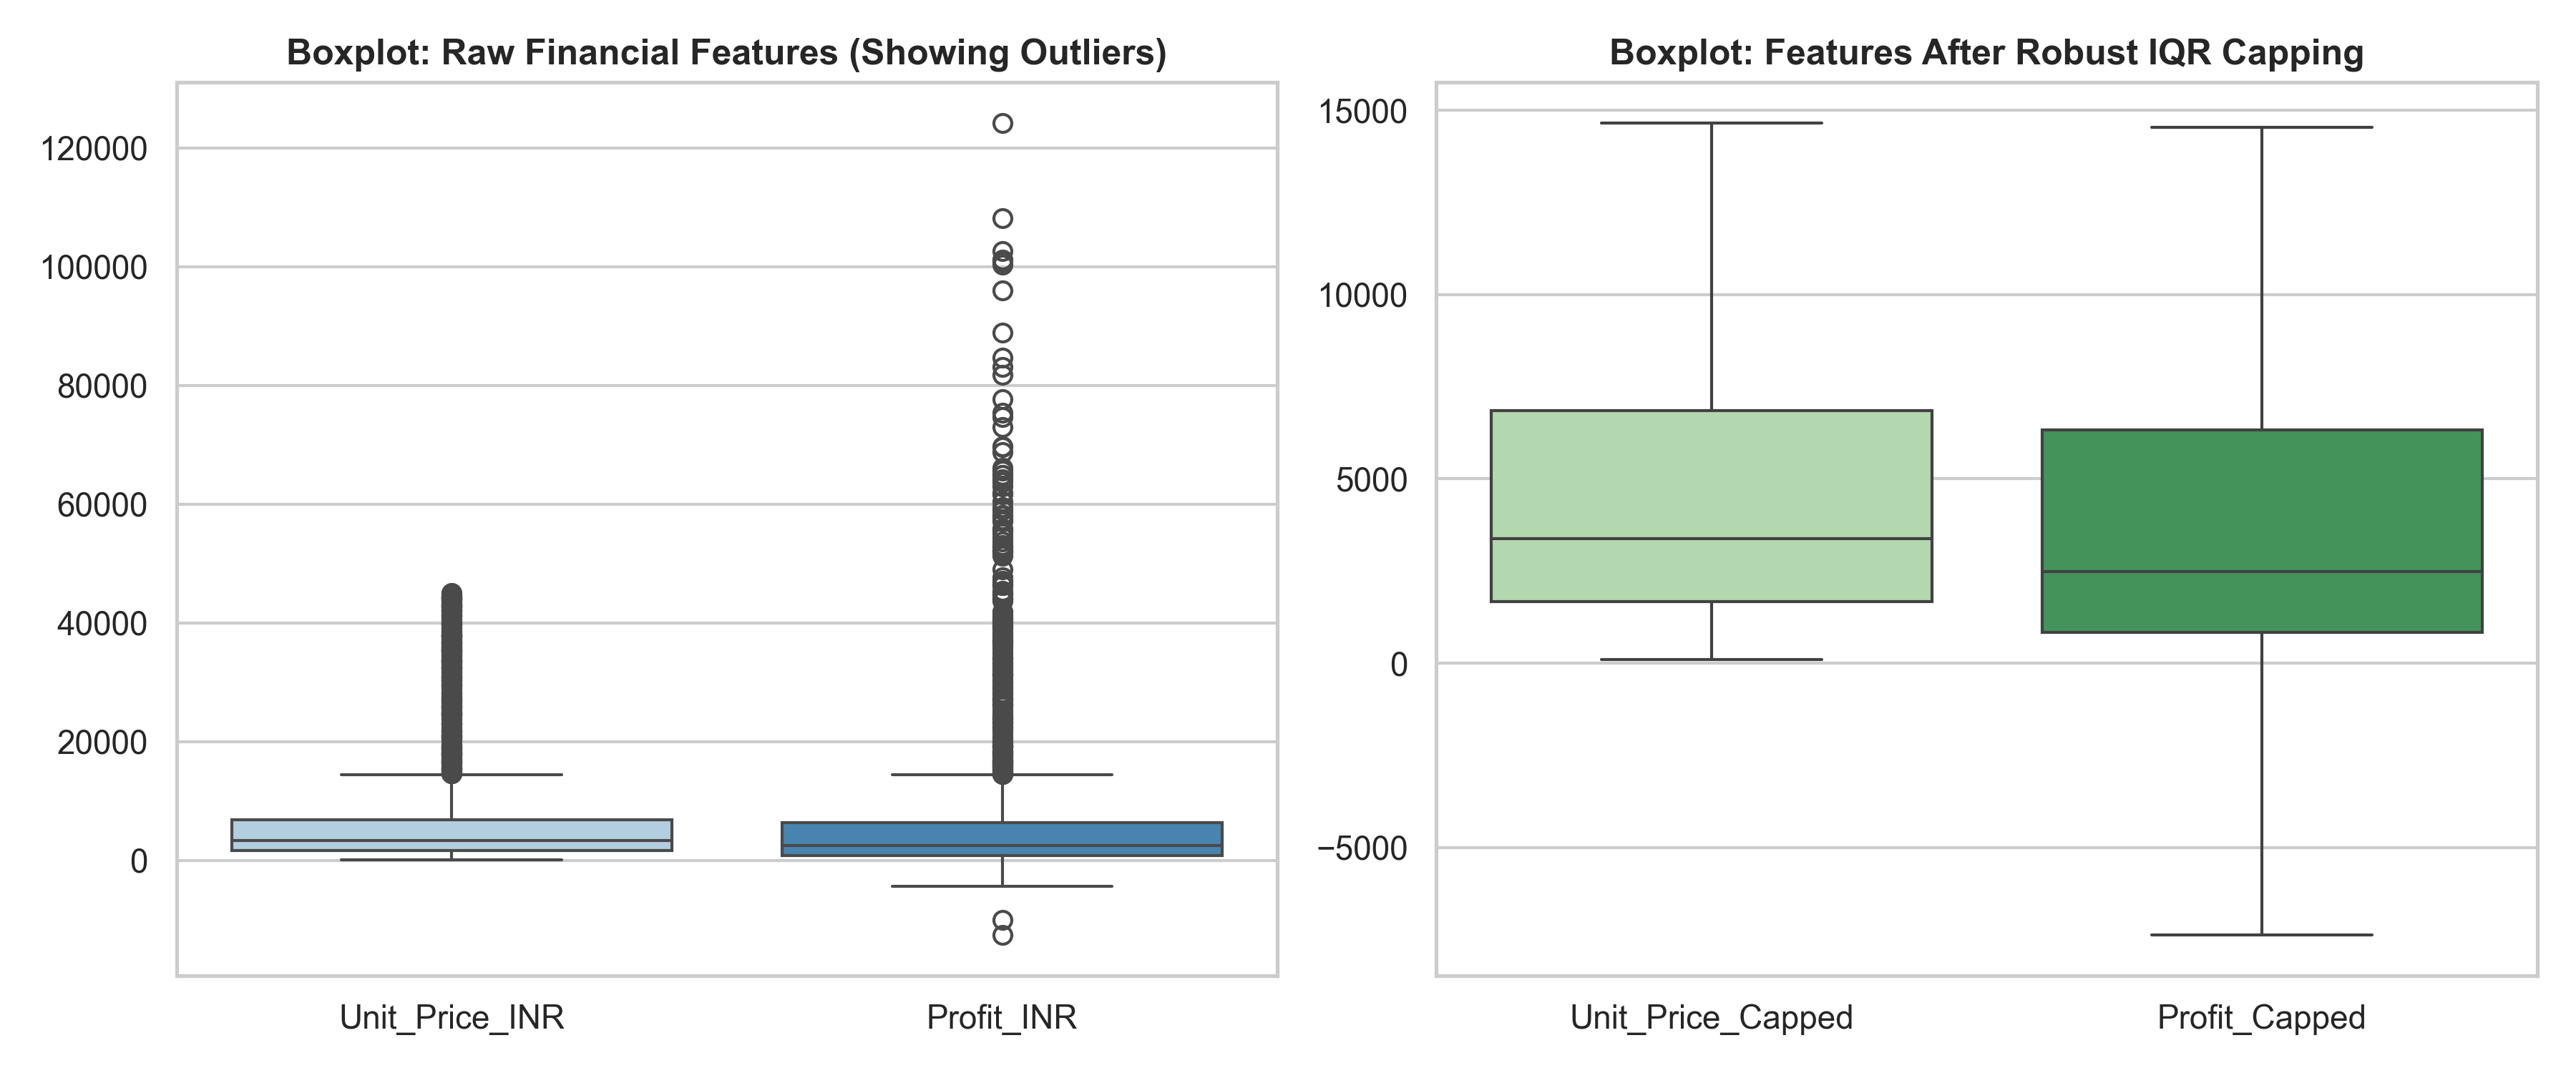 Boxplot: Raw Financial Features (Showing Outliers)
120000
100000
80000
60000
40000
20000
0
Unit_Price_INR
Profit_INR
Boxplot: Features After Robust IQR Capping
15000
10000
5000
0
−5000
Unit_Price_Capped
Profit_Capped